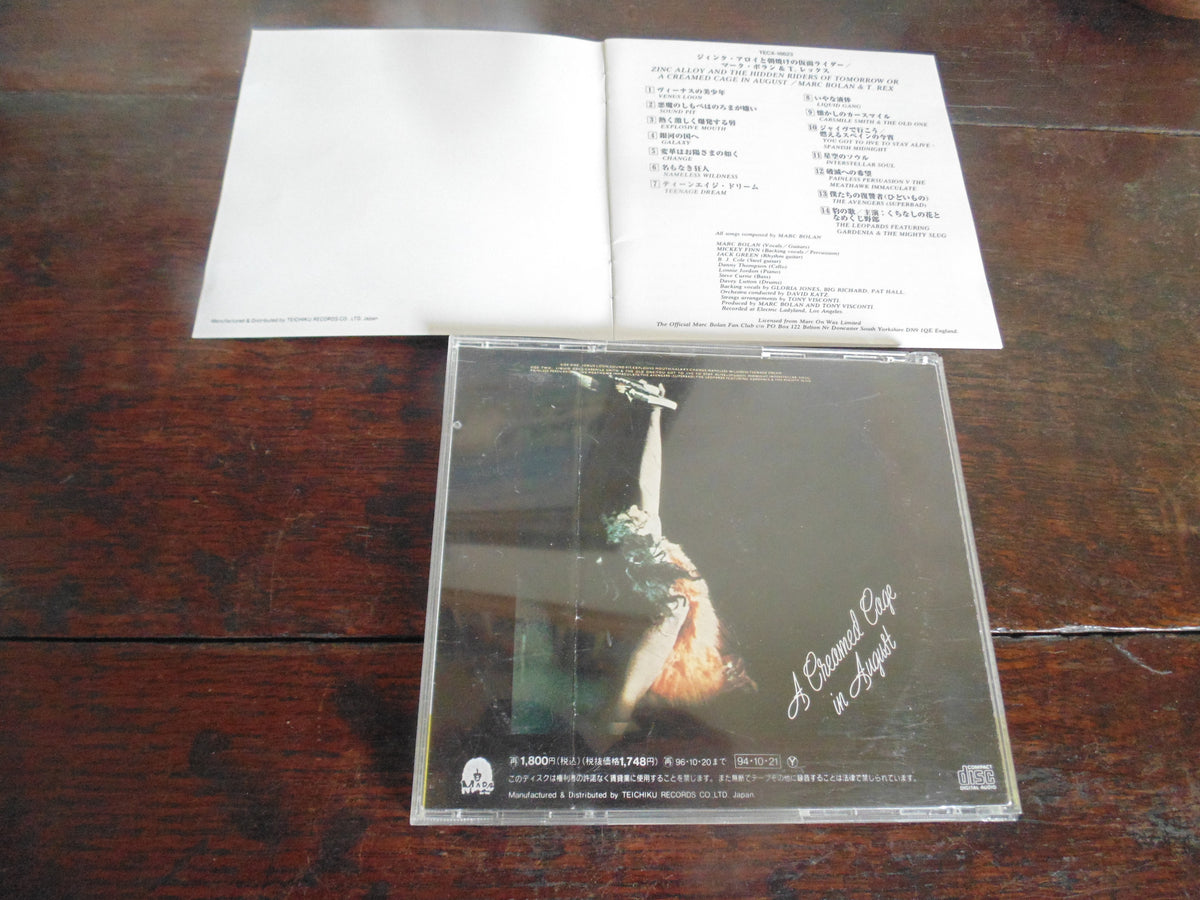 TECX-18623
ジィンク・アロイと朝焼けの仮面ライダー/
マーク・ボラン & T. レックス
ZINC ALLOY AND THE HIDDEN RIDERS OF TOMORROW OR
A CREAMED CAGE IN AUGUST / MARC BOLAN & T. REX
1 ヴィーナスの美少年
VENUS LOON
2 悪魔のしもべはのろまが嫌い
SOUND PIT
3 熱く激しく爆発する男
EXPLOSIVE MOUTH
4 銀河の国へ
GALAXY
5 変革はお陽さまの如く
CHANGE
6 名もなき狂人
NAMELESS WILDNESS
7 ティーンエイジ・ドリーム
TEENAGE DREAM
8 いやな液体
LIQUID GANG
9 懐かしのカースマイル
CARSMILE SMITH & THE OLD ONE
10 ジャイヴで行こう/
燃えるスペインの今宵
YOU GOT TO JIVE TO STAY ALIVE -
SPANISH MIDNIGHT
11 星空のソウル
INTERSTELLAR SOUL
12 破滅への希望
PAINLESS PERSUASION V THE
MEATHAWK IMMACULATE
13 僕たちの復讐者(ひどいもの)
THE AVENGERS (SUPERBAD)
14 豹の歌/主演:くちなしの花と
なめくじ野郎
THE LEOPARDS FEATURING
GARDENIA & THE MIGHTY SLUG
All songs composed by MARC BOLAN
MARC BOLAN (Vocals/Guitars)
MICKEY FINN (Backing vocals/Percussion)
JACK GREEN (Rhythm guitar)
B. J. Cole (Steel guitar)
Danny Thompson (Cello)
Lonnie Jordon (Piano)
Steve Currie (Bass)
Davey Lutton (Drums)
Backing vocals by GLORIA JONES, BIG RICHARD, PAT HALL.
Orchestra conducted by DAVID KATZ.
Strings arrangements by TONY VISCONTI.
Produced by MARC BOLAN AND TONY VISCONTI.
Recorded at Electric Ladyland, Los Angeles
Licensed from Marc On Wax Limited
The Official Marc Bolan Fan Club c/o PO Box 122 Belton Nr Doncaster South Yorkshire DN9 1QE England.
Manufactured & Distributed by TEICHIKU RECORDS CO., LTD. Japan
A Creamed Cage
in August
MARC
再 1,800円(税込)(税抜価格1,748円) 再 96・10・20まで 94・10・21 Y
このディスクは権利者の許諾なく賃貸業に使用することを禁じます。また無断でテープその他に録音することは法律で禁じられています。
Manufactured & Distributed by TEICHIKU RECORDS CO.,LTD. Japan.
COMPACT
disc
DIGITAL AUDIO